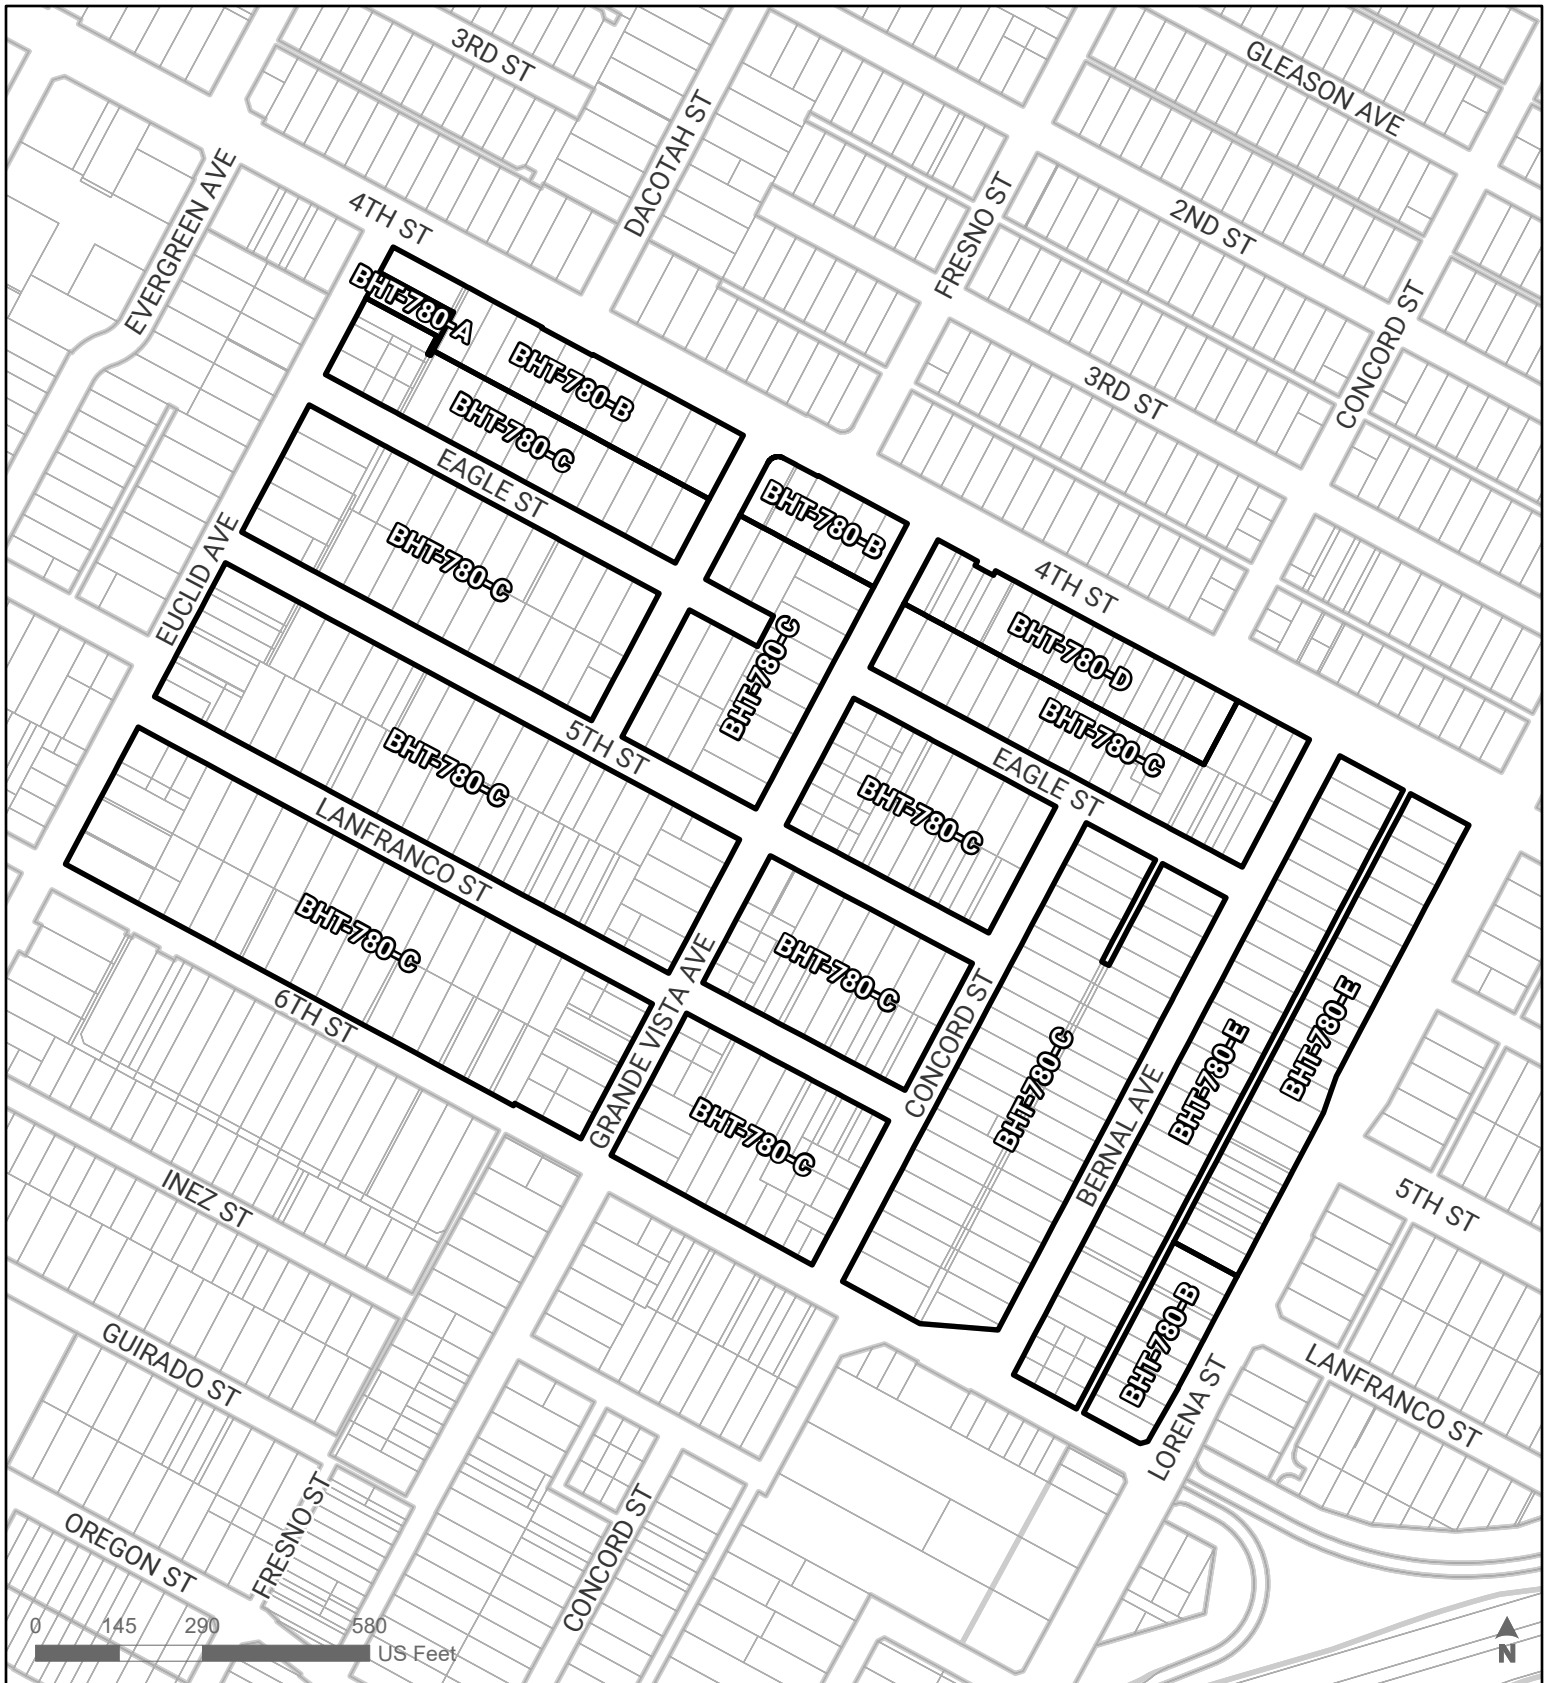 3RD ST
GLEASON AVE
DACOTAH ST
EVERGREEN AVE
4TH ST
FRESNO ST
2ND ST
CONCORD ST
BHT-780-A
BHT-780-B
3RD ST
BHT-780-C
EAGLE ST
BHT-780-B
BHT-780-C
EUCLID AVE
4TH ST
BHT-780-D
BHT-780-C
BHT-780-C
5TH ST
BHT-780-C
EAGLE ST
BHT-780-C
LANFRANCO ST
BHT-780-C
BHT-780-C
6TH ST
GRANDE VISTA AVE
CONCORD ST
BHT-780-C
BHT-780-E
BHT-780-E
BHT-780-C
BERNAL AVE
INEZ ST
5TH ST
BHT-780-B
GUIRADO ST
LORENA ST
LANFRANCO ST
OREGON ST
FRESNO ST
CONCORD ST
0 145 290 580
US Feet
N